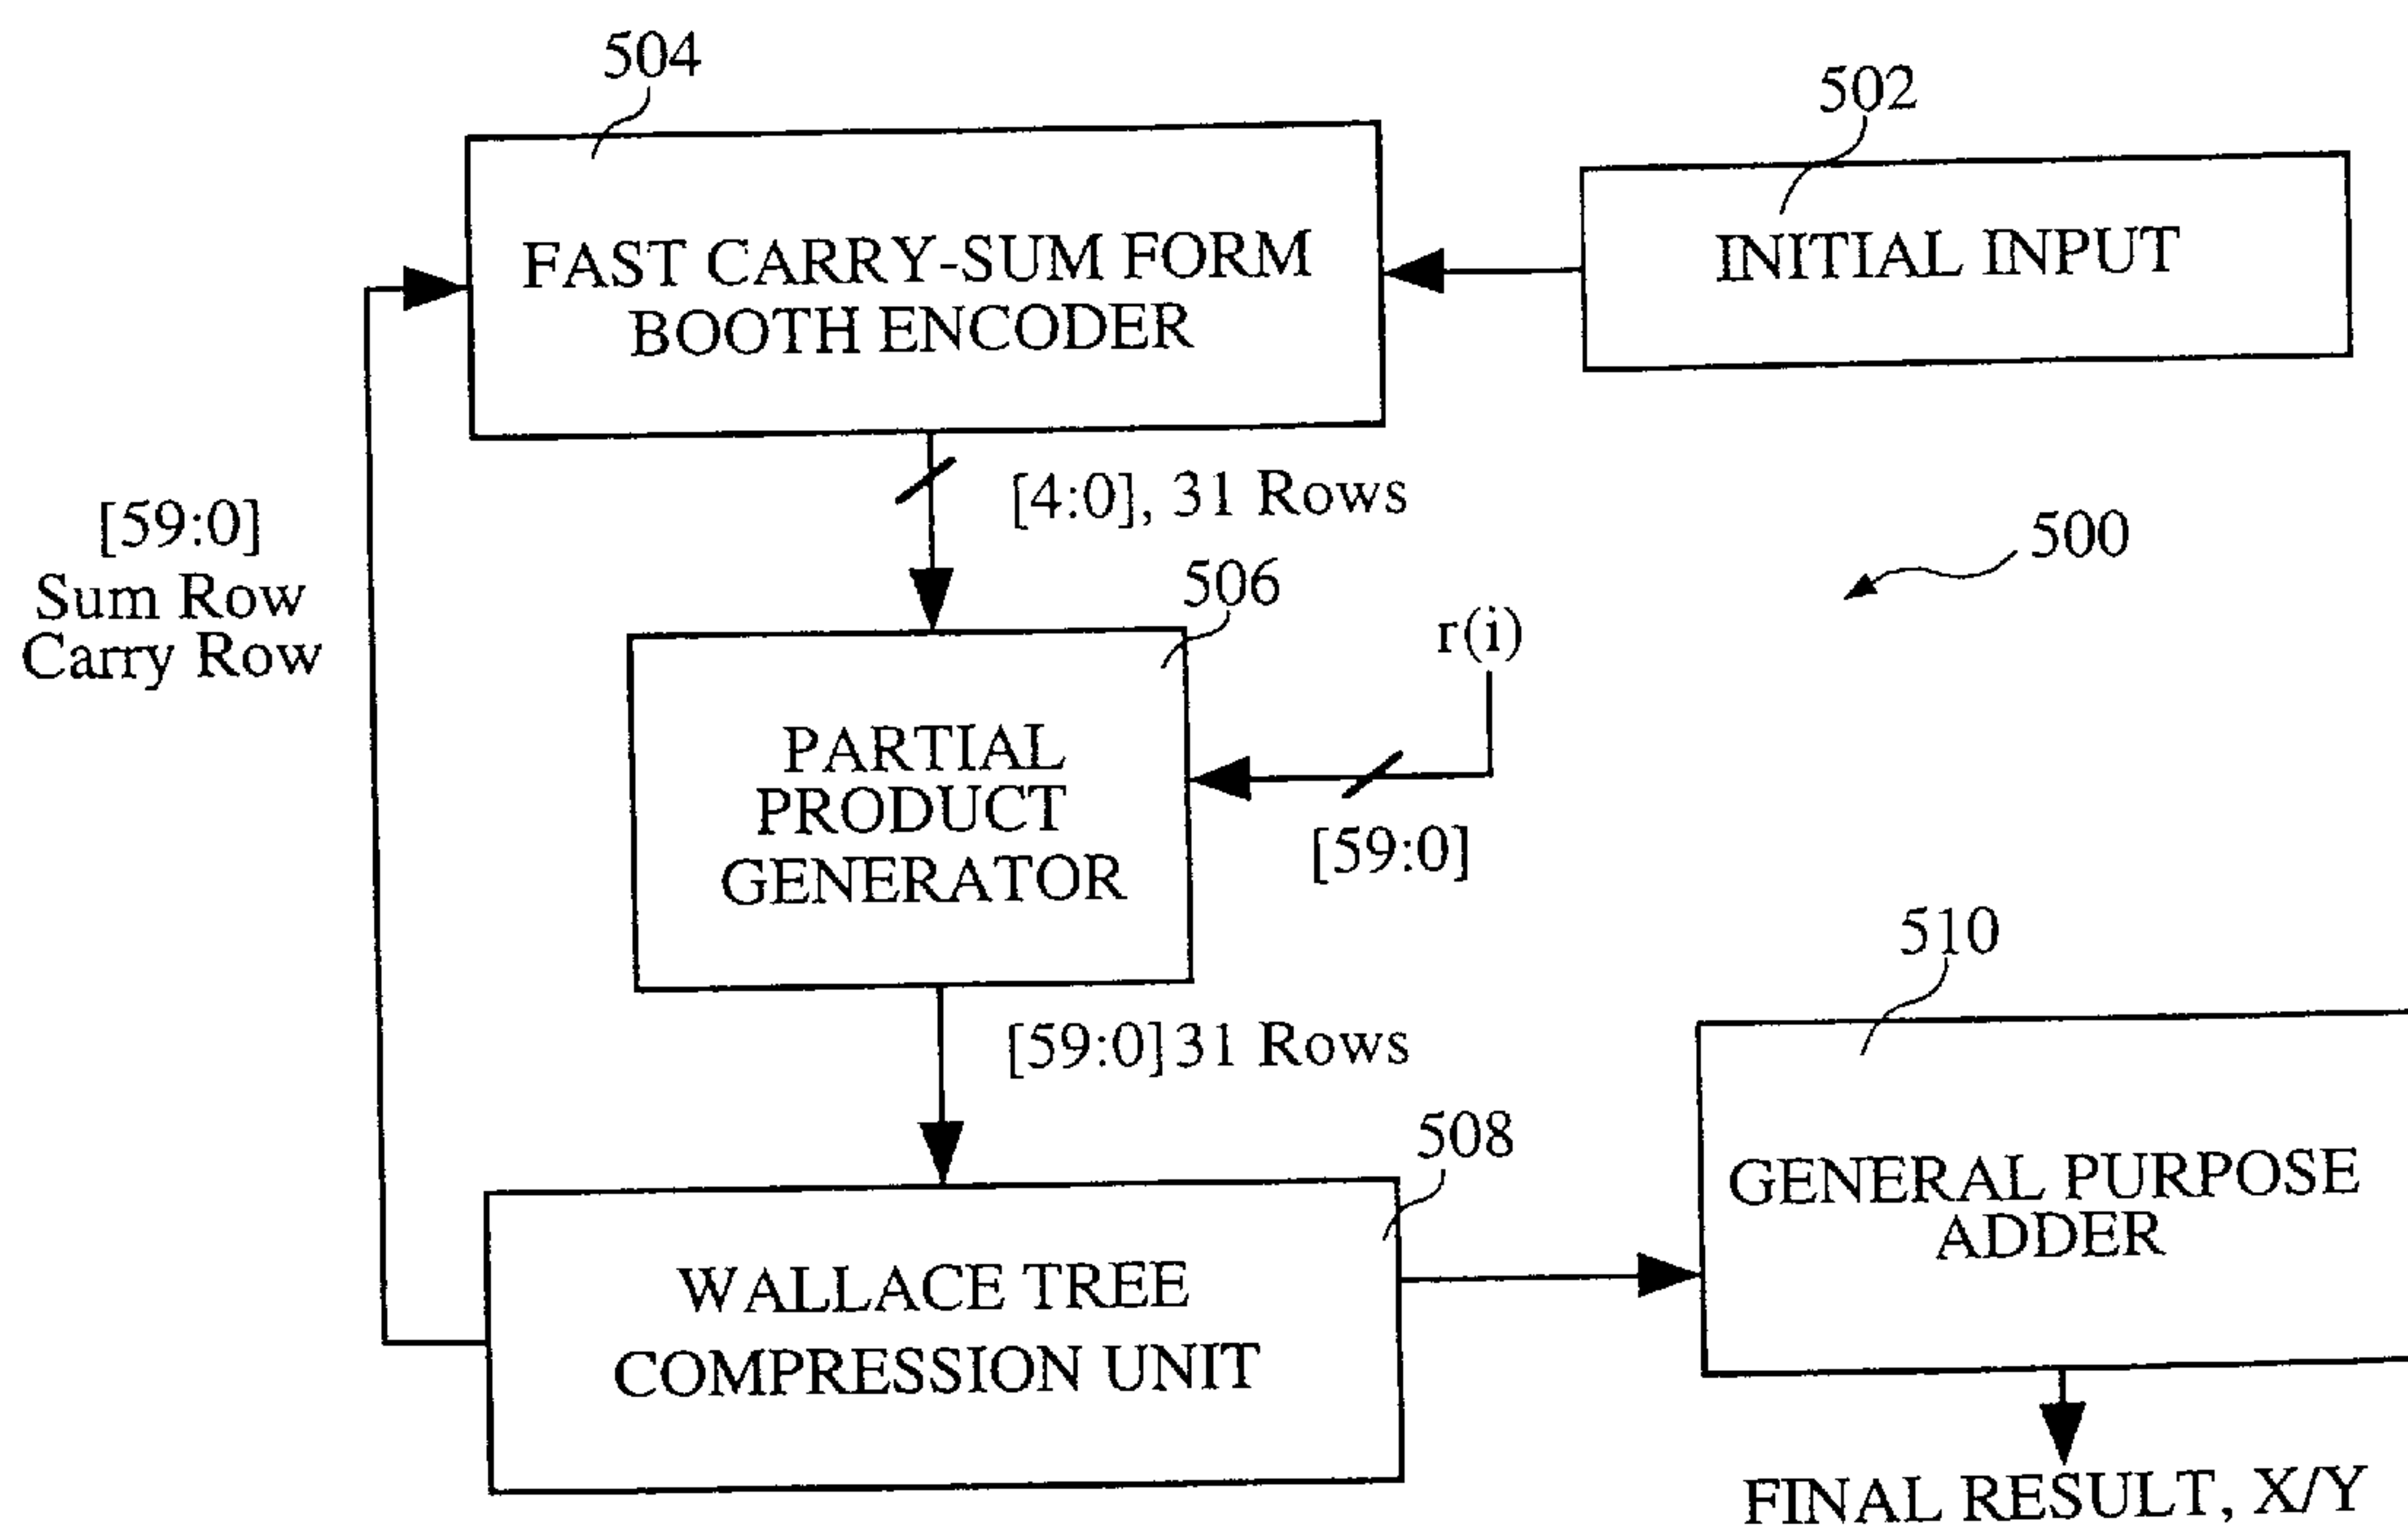 504
502
FAST CARRY-SUM FORM
BOOTH ENCODER
INITIAL INPUT
[4:0], 31 Rows
[59:0]
Sum Row
Carry Row
500
506
r(i)
PARTIAL
PRODUCT
GENERATOR
[59:0]
510
[59:0] 31 Rows
508
GENERAL PURPOSE
ADDER
WALLACE TREE
COMPRESSION UNIT
FINAL RESULT, X/Y